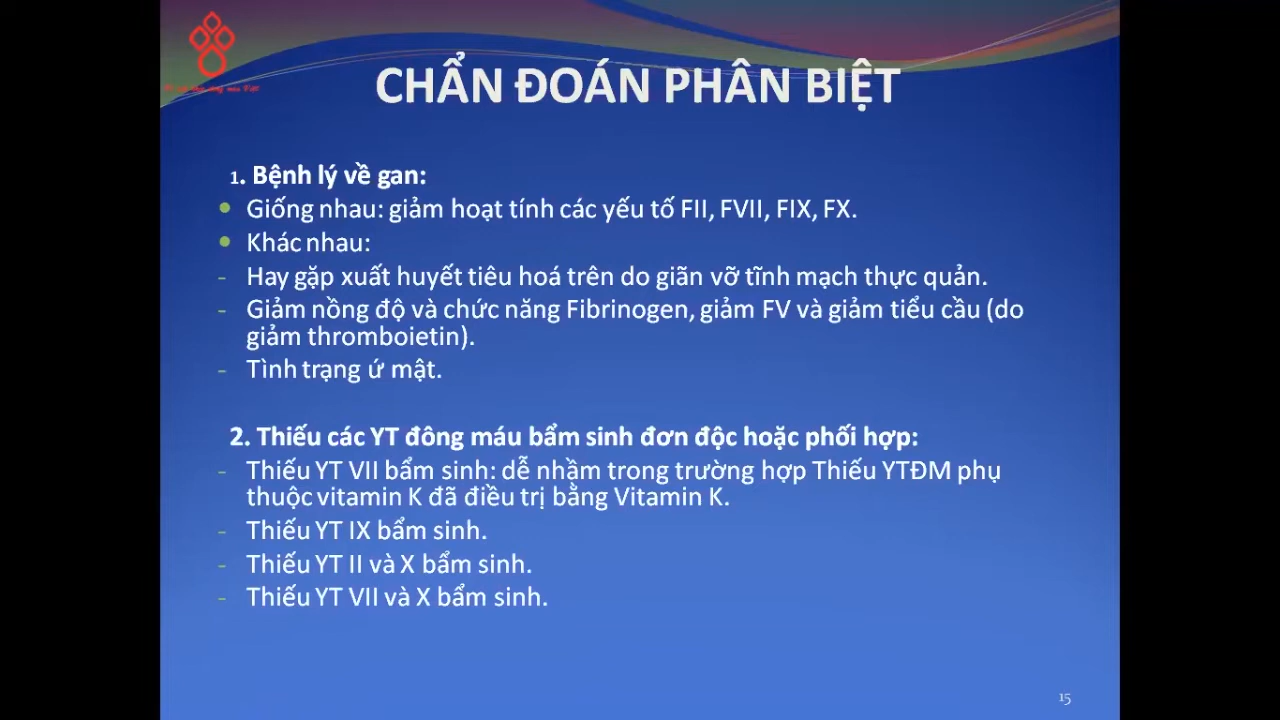 CHẨN ĐOÁN PHÂN BIỆT
1. Bệnh lý về gan:
• Giống nhau: giảm hoạt tính các yếu tố FII, FVII, FIX, FX.
• Khác nhau:
- Hay gặp xuất huyết tiêu hoá trên do giãn vỡ tĩnh mạch thực quản.
- Giảm nồng độ và chức năng Fibrinogen, giảm FV và giảm tiểu cầu (do
giảm thromboietin).
- Tình trạng ứ mật.
2. Thiếu các YT đông máu bẩm sinh đơn độc hoặc phối hợp:
- Thiếu YT VII bẩm sinh: dễ nhầm trong trường hợp Thiếu YTĐM phụ
thuộc vitamin K đã điều trị bằng Vitamin K.
- Thiếu YT IX bẩm sinh.
- Thiếu YT II và X bẩm sinh.
- Thiếu YT VII và X bẩm sinh.
15